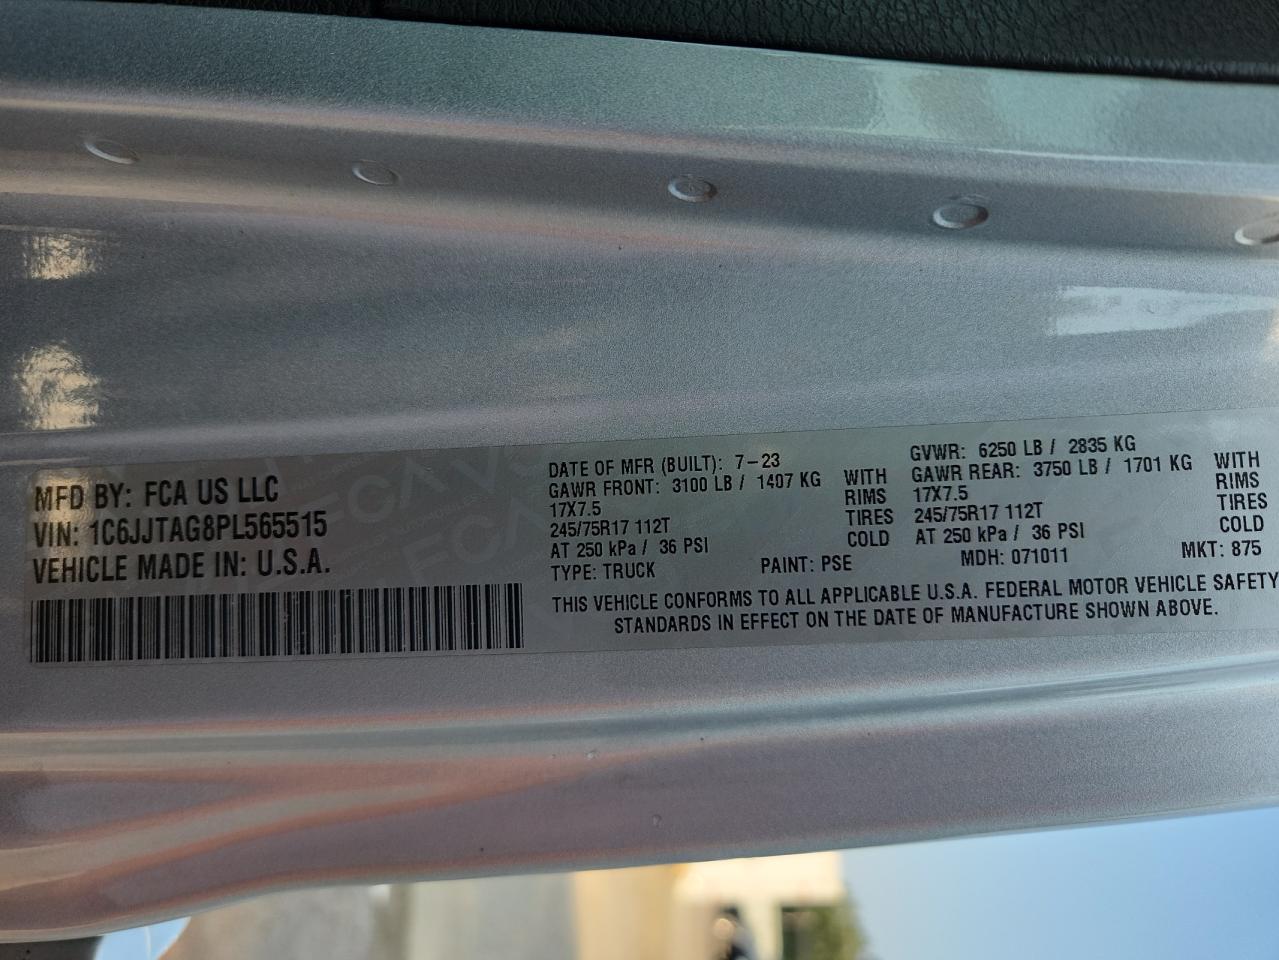 MFD BY: FCA US LLC
VIN: 1C6JJTAG8PL565515
VEHICLE MADE IN: U.S.A.
DATE OF MFR (BUILT): 7-23
GAWR FRONT: 3100 LB / 1407 KG WITH
17X7.5 RIMS
245/75R17 112T TIRES
AT 250 kPa / 36 PSI COLD
GVWR: 6250 LB / 2835 KG
GAWR REAR: 3750 LB / 1701 KG WITH
17X7.5 RIMS
245/75R17 112T TIRES
AT 250 kPa / 36 PSI COLD
TYPE: TRUCK PAINT: PSE MDH: 071011 MKT: 875
THIS VEHICLE CONFORMS TO ALL APPLICABLE U.S.A. FEDERAL MOTOR VEHICLE SAFETY
STANDARDS IN EFFECT ON THE DATE OF MANUFACTURE SHOWN ABOVE.